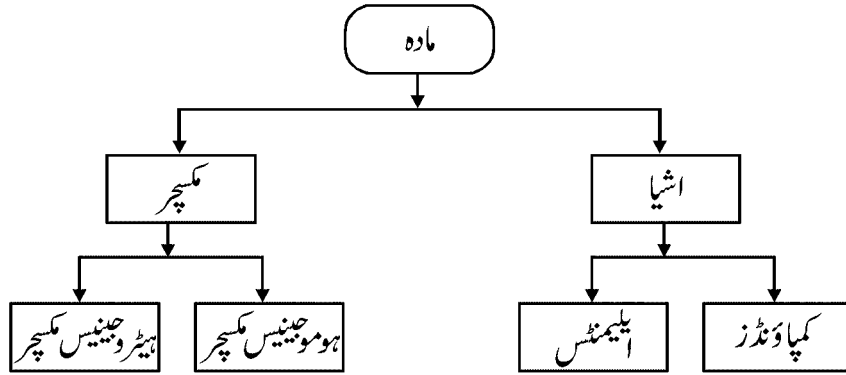 مادہ
اشیا
مکسچر
کمپاؤنڈز
ایلیمنٹس
ہوموجینیس مکسچر
ہیٹروجینیس مکسچر